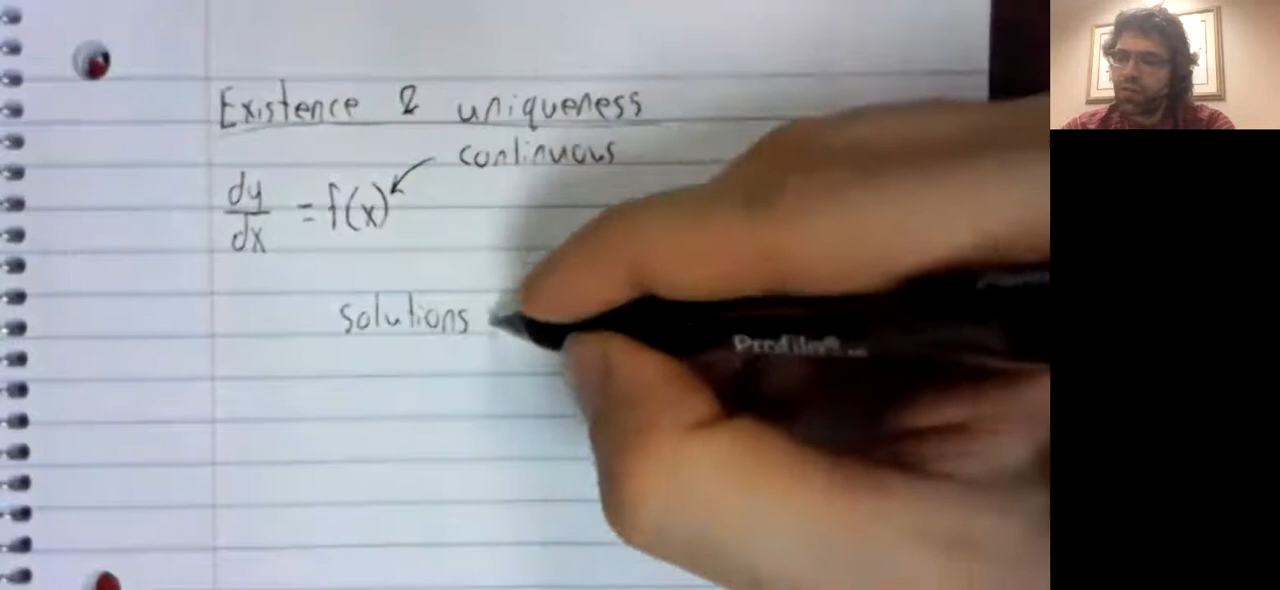 Existence & uniqueness
continuous
dy/dx = f(x)
solutions